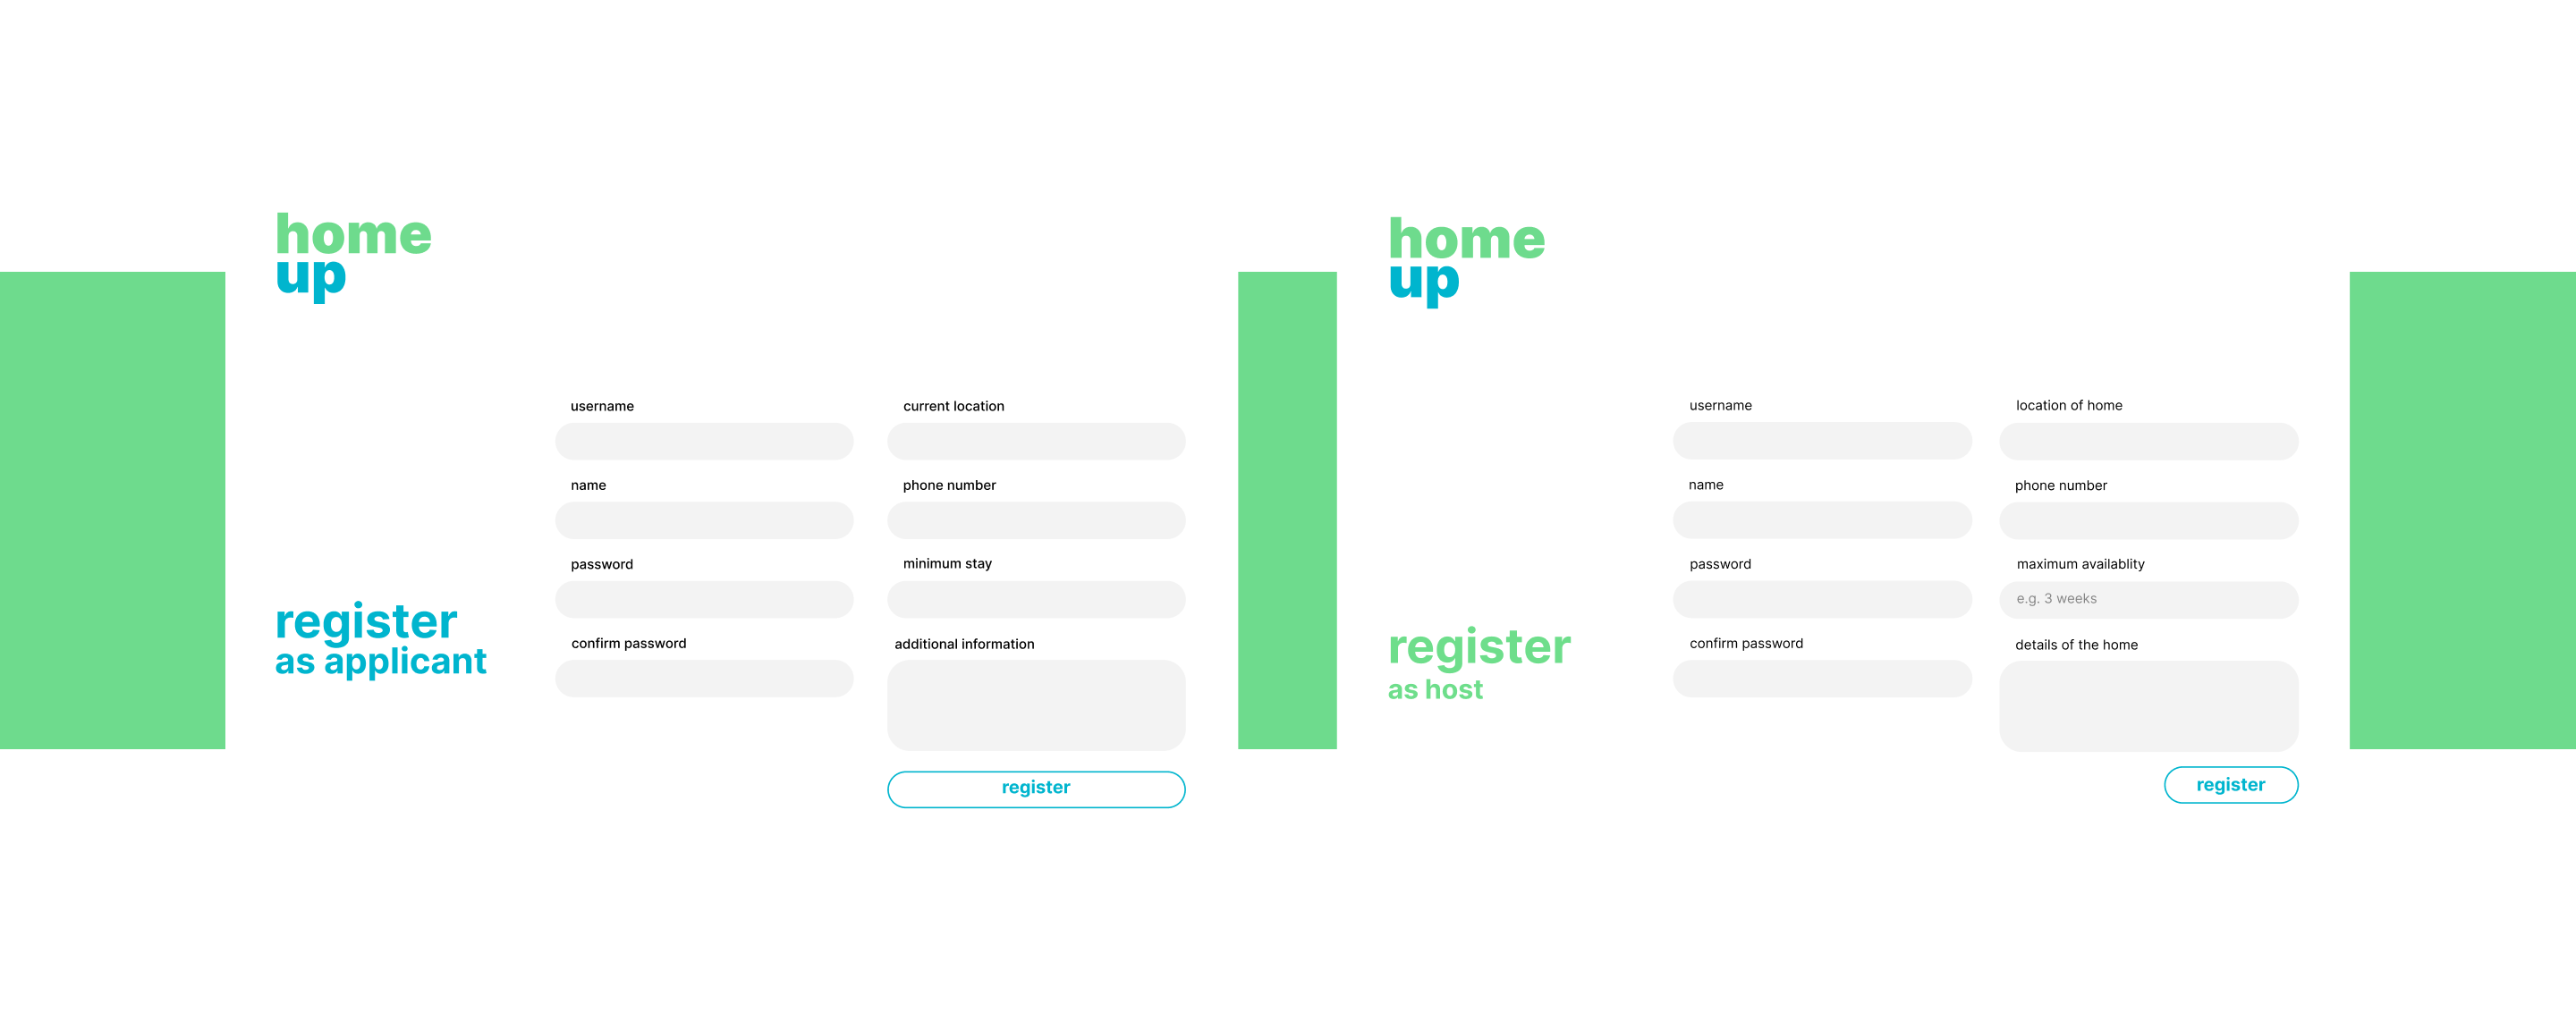 home
up
register
as applicant
username
name
password
confirm password
current location
phone number
minimum stay
additional information
register
home
up
register
as host
username
name
password
confirm password
location of home
phone number
maximum availablity
e.g. 3 weeks
details of the home
register